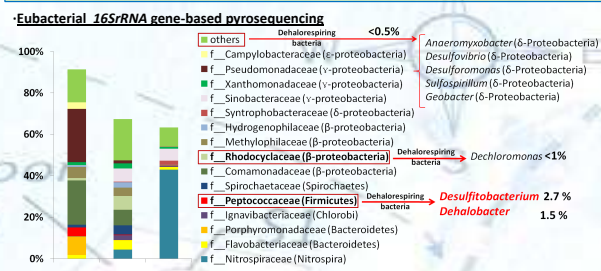 ·Eubacterial 16SrRNA gene-based pyrosequencing
100%
80%
60%
40%
20%
0%
others
f__Campylobacteraceae (ε-proteobacteria)
f__Pseudomonadaceae (γ-proteobacteria)
f__Xanthomonadaceae (γ-proteobacteria)
f__Sinobacteraceae (γ-proteobacteria)
f__Syntrophobacteraceae (δ-proteobacteria)
f__Hydrogenophilaceae (β-proteobacteria)
f__Methylophilaceae (β-proteobacteria)
f__Rhodocyclaceae (β-proteobacteria)
f__Comamonadaceae (β-proteobacteria)
f__Spirochaetaceae (Spirochaetes)
f__Peptococcaceae (Firmicutes)
f__Ignavibacteriaceae (Chlorobi)
f__Porphyromonadaceae (Bacteroidetes)
f__Flavobacteriaceae (Bacteroidetes)
f__Nitrospiraceae (Nitrospira)
Dehalorespiring
bacteria
<0.5%
Anaeromyxobacter (δ-Proteobacteria)
Desulfovibrio (δ-Proteobacteria)
Desulforomonas (δ-Proteobacteria)
Sulfospirillum (δ-Proteobacteria)
Geobacter (δ-Proteobacteria)
Dehalorespiring
bacteria
Dechloromonas <1%
Dehalorespiring
bacteria
Desulfitobacterium 2.7 %
Dehalobacter 1.5 %